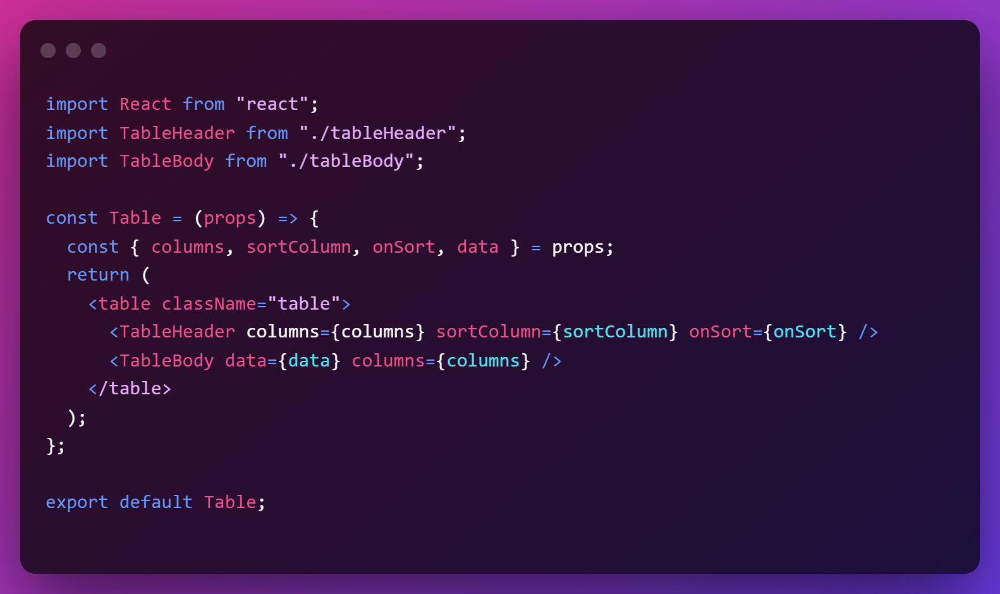 import React from "react";
import TableHeader from "./tableHeader";
import TableBody from "./tableBody";

const Table = (props) => {
  const { columns, sortColumn, onSort, data } = props;
  return (
    <table className="table">
      <TableHeader columns={columns} sortColumn={sortColumn} onSort={onSort} />
      <TableBody data={data} columns={columns} />
    </table>
  );
};

export default Table;